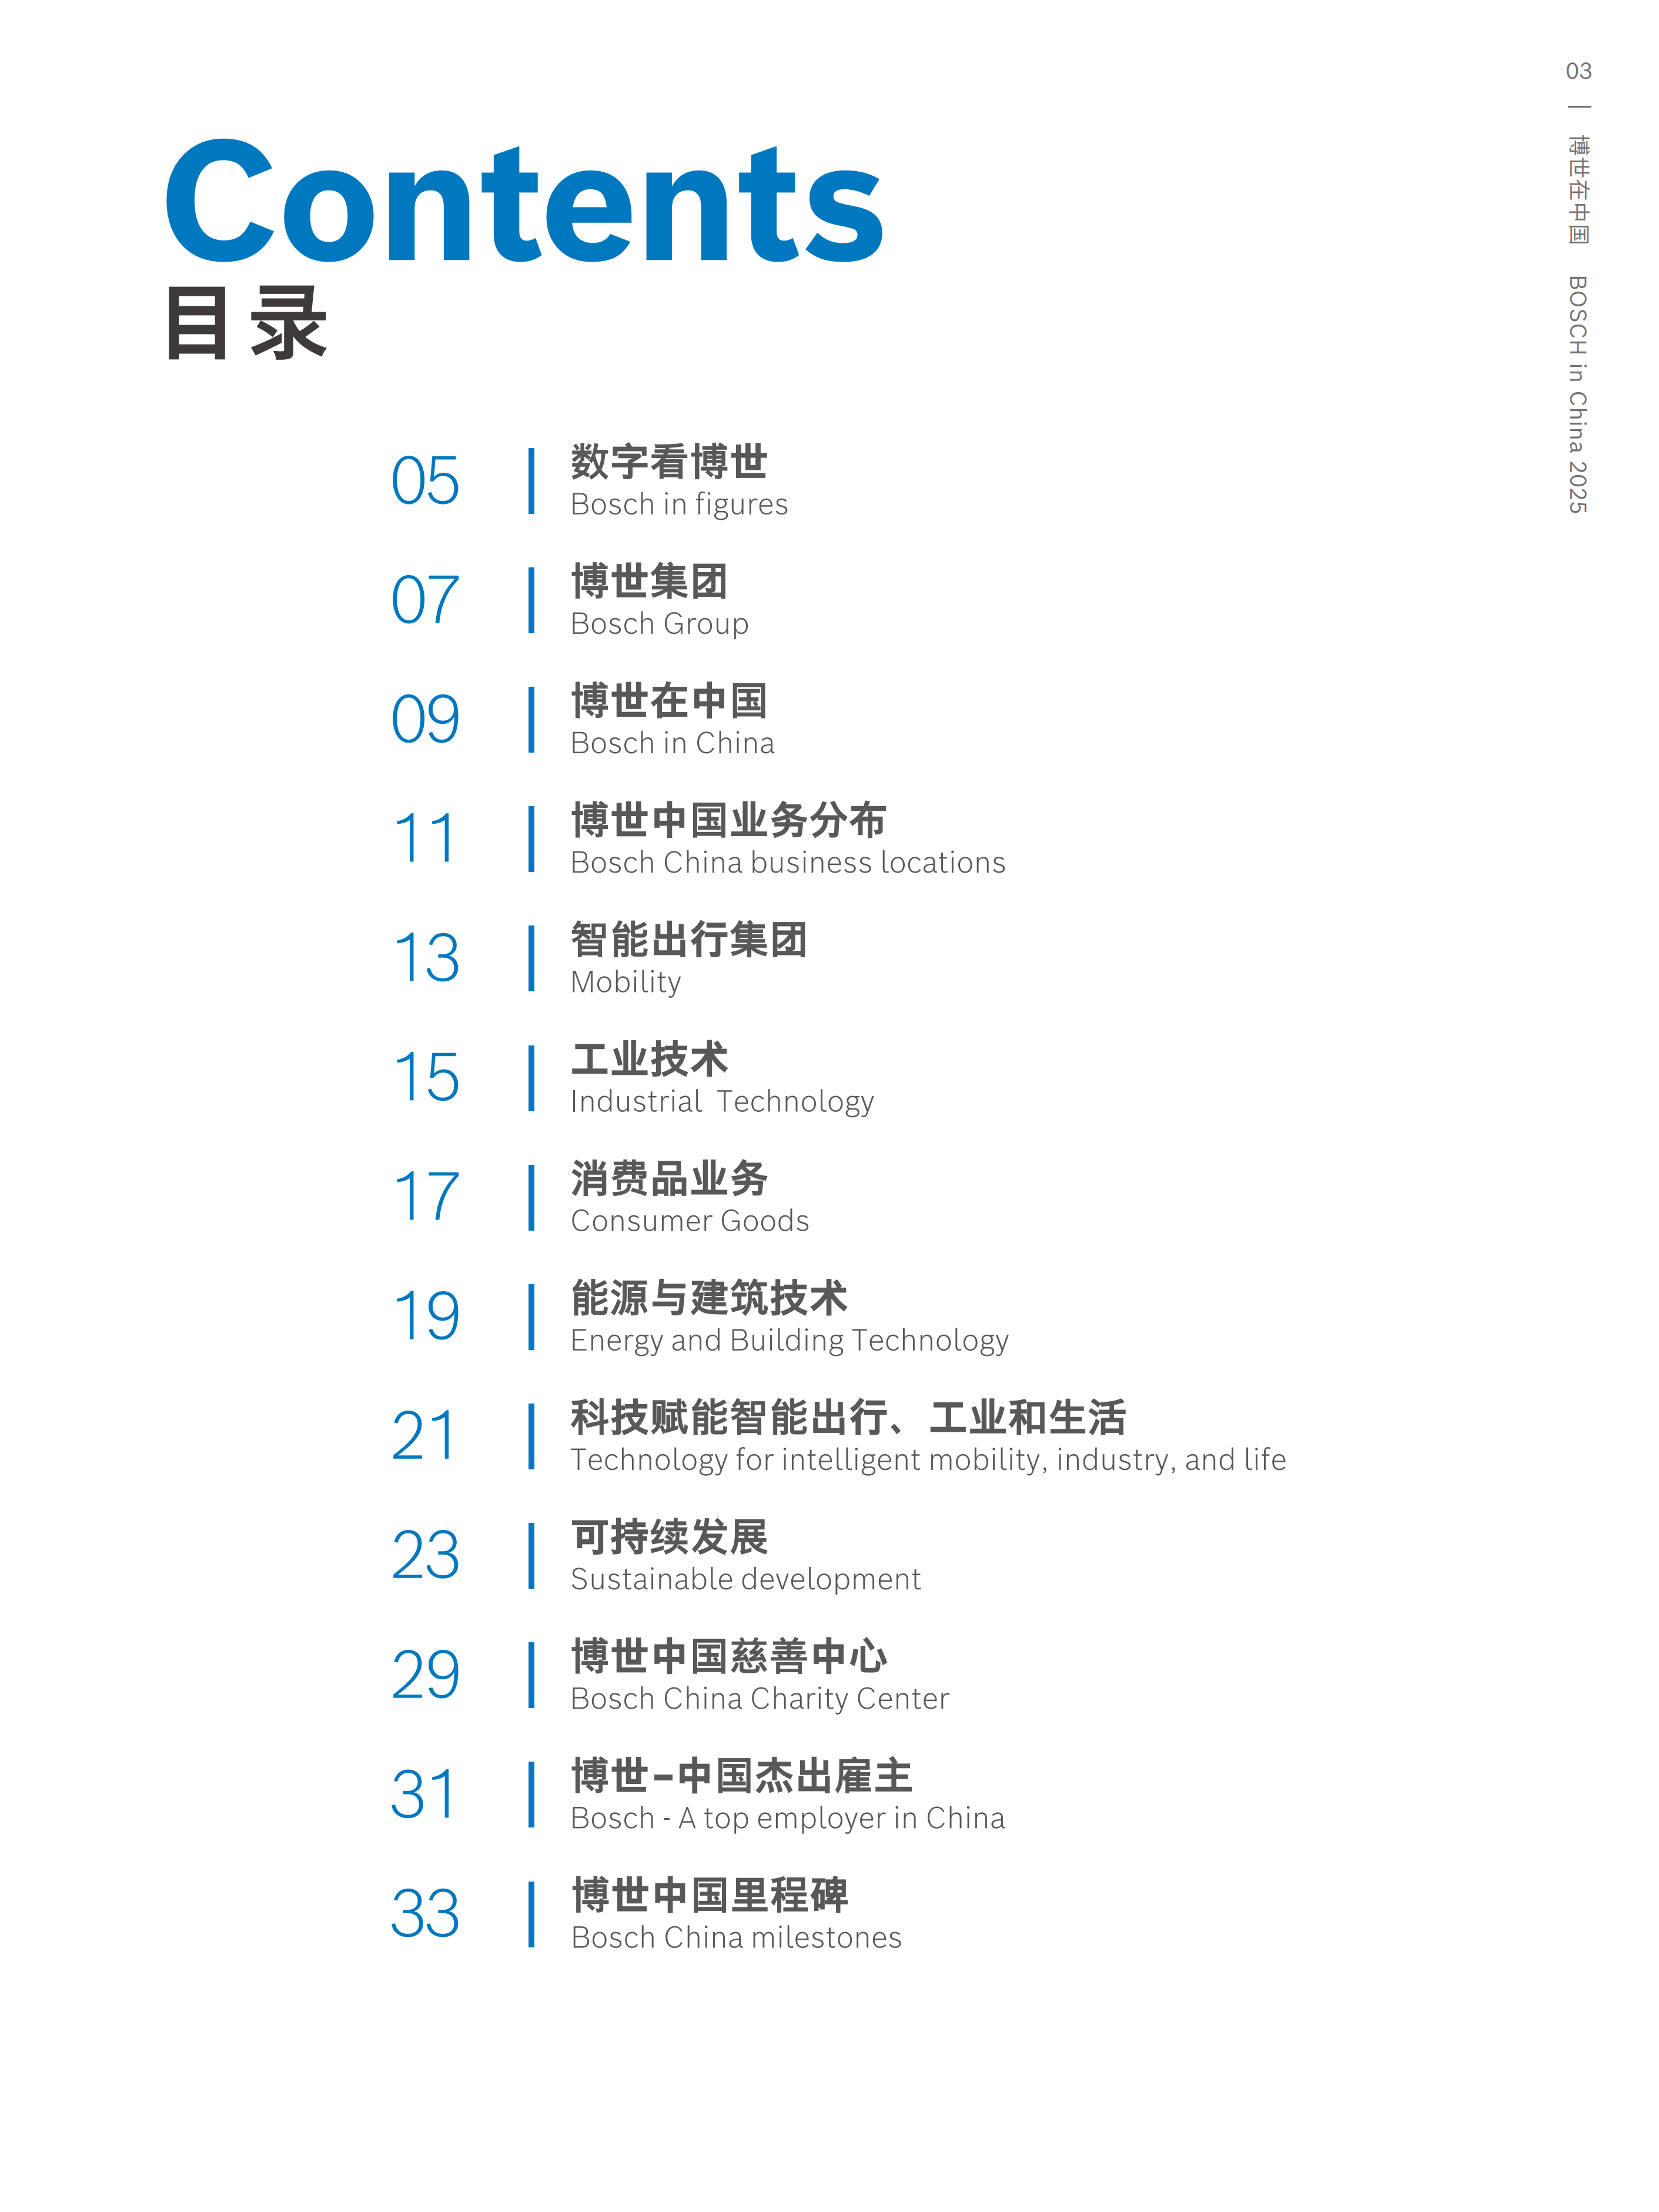 03 | 博世在中国 BOSCH in China 2025
Contents
目录
05
数字看博世
Bosch in figures
07
博世集团
Bosch Group
09
博世在中国
Bosch in China
11
博世中国业务分布
Bosch China business locations
13
智能出行集团
Mobility
15
工业技术
Industrial Technology
17
消费品业务
Consumer Goods
19
能源与建筑技术
Energy and Building Technology
21
科技赋能智能出行、工业和生活
Technology for intelligent mobility, industry, and life
23
可持续发展
Sustainable development
29
博世中国慈善中心
Bosch China Charity Center
31
博世–中国杰出雇主
Bosch - A top employer in China
33
博世中国里程碑
Bosch China milestones